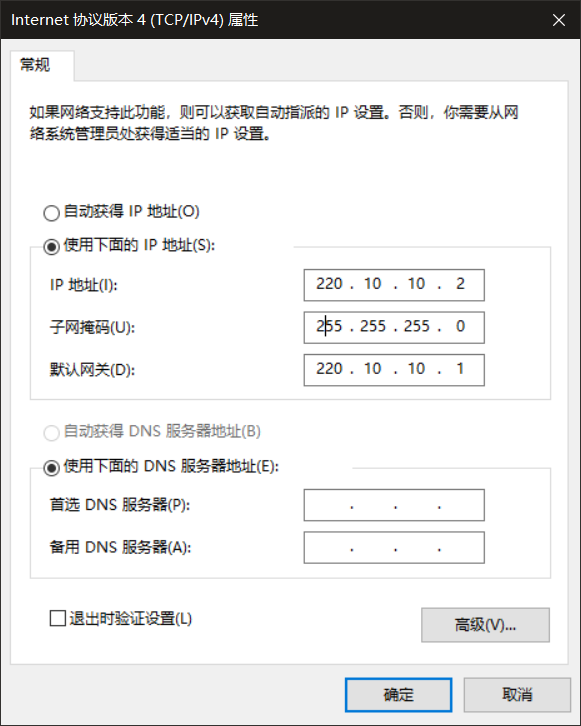 Internet 协议版本 4 (TCP/IPv4) 属性
常规
如果网络支持此功能，则可以获取自动指派的 IP 设置。否则，你需要从网
络系统管理员处获得适当的 IP 设置。
自动获得 IP 地址(O)
使用下面的 IP 地址(S):
IP 地址(I): 220 . 10 . 10 . 2
子网掩码(U): 255 . 255 . 255 . 0
默认网关(D): 220 . 10 . 10 . 1
自动获得 DNS 服务器地址(B)
使用下面的 DNS 服务器地址(E):
首选 DNS 服务器(P): . . .
备用 DNS 服务器(A): . . .
退出时验证设置(L)
高级(V)...
确定 取消